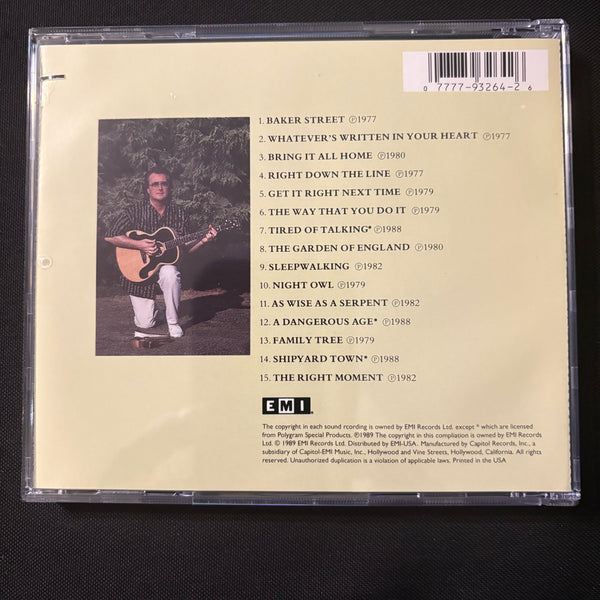 0 7777-93264-2 6
1. BAKER STREET ℗1977
2. WHATEVER'S WRITTEN IN YOUR HEART ℗1977
3. BRING IT ALL HOME ℗1980
4. RIGHT DOWN THE LINE ℗1977
5. GET IT RIGHT NEXT TIME ℗1979
6. THE WAY THAT YOU DO IT ℗1979
7. TIRED OF TALKING* ℗1988
8. THE GARDEN OF ENGLAND ℗1980
9. SLEEPWALKING ℗1982
10. NIGHT OWL ℗1979
11. AS WISE AS A SERPENT ℗1982
12. A DANGEROUS AGE* ℗1988
13. FAMILY TREE ℗1979
14. SHIPYARD TOWN* ℗1988
15. THE RIGHT MOMENT ℗1982
EMI
The copyright in each sound rcording is owned by EMI Records Ltd. except * which are licensed
from Polygram Special Products. ℗1989 The copyright in this compliation is owned by EMI Records
Ltd. © 1989 EMI Records Ltd. Distributed by EMI-USA. Manufactured by Capitol Records, Inc., a
subsidiary of Capitol-EMI Music, Inc., Hollywood and Vine Streets, Hollywood, California. All rights
reserved. Unauthorized duplication is a violation of applicable laws. Printed in the USA